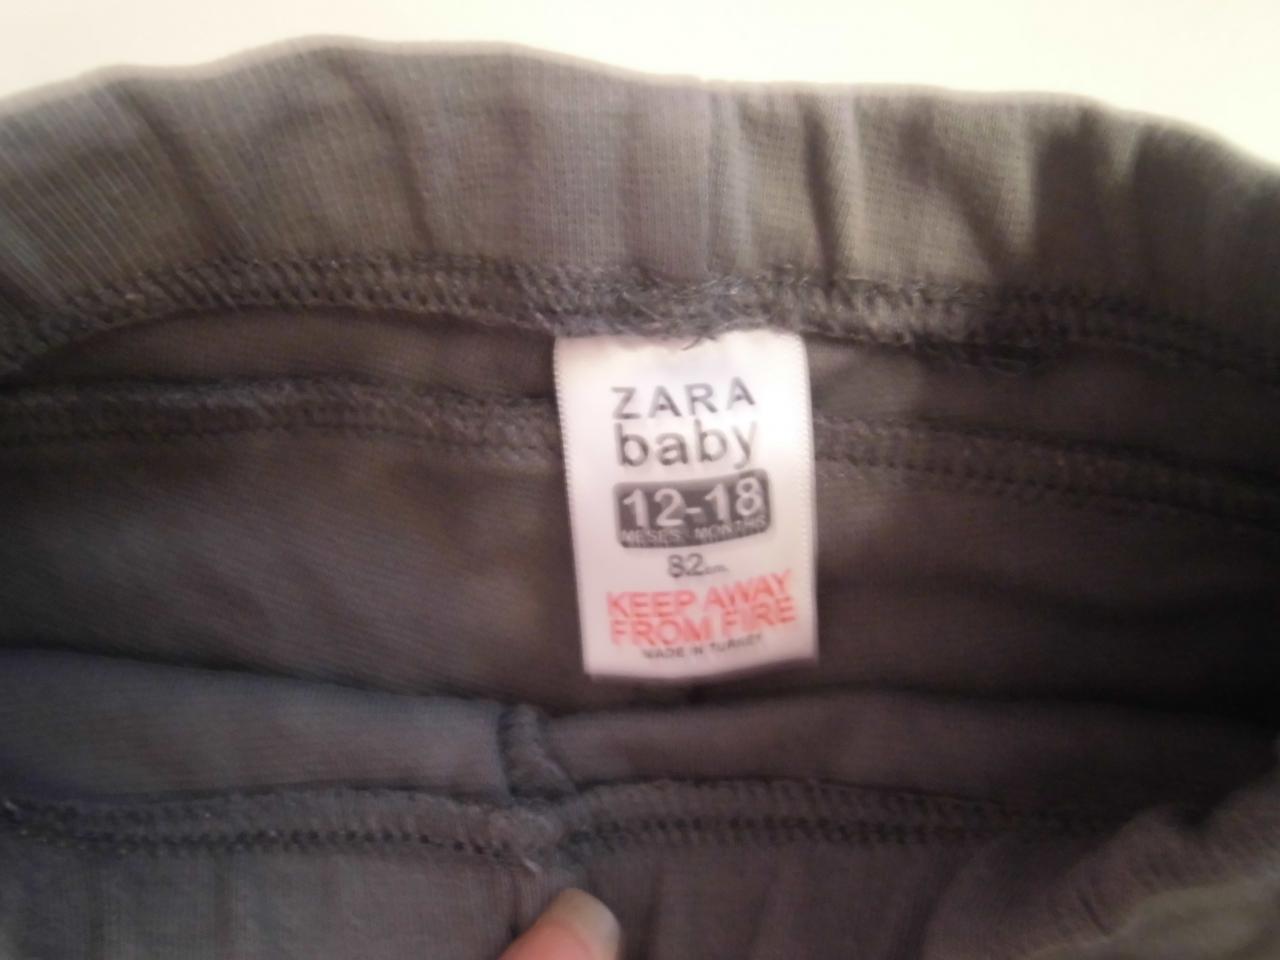 ZARA
baby
12-18
MESES MONTHS
82cm.
KEEP AWAY
FROM FIRE
MADE IN TURKEY